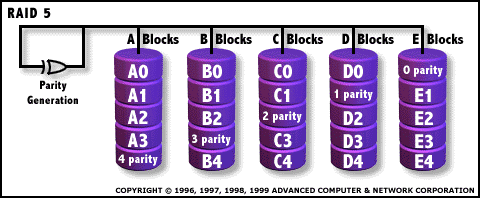 RAID 5
A Blocks B Blocks C Blocks D Blocks E Blocks
Parity
Generation
A0 B0 C0 D0 0 parity
A1 B1 C1 1 parity E1
A2 B2 2 parity D2 E2
A3 3 parity C3 D3 E3
4 parity B4 C4 D4 E4
COPYRIGHT © 1996, 1997, 1998, 1999 ADVANCED COMPUTER & NETWORK CORPORATION